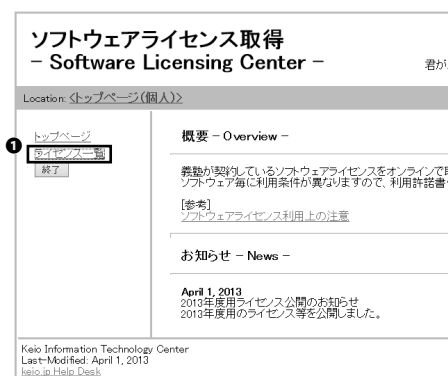 ソフトウェアライセンス取得
– Software Licensing Center –
君が
Location: <トップページ(個人)>
トップページ
❶
ライセンス一覧
終了
概要 – Overview –
義塾が契約しているソフトウェアライセンスをオンラインで
ソフトウェア毎に利用条件が異なりますので、利用許諾書
[参考]
ソフトウェアライセンス利用上の注意
お知らせ – News –
April 1, 2013
2013年度用ライセンス公開のお知らせ
2013年度用のライセンス等を公開しました。
Keio Information Technology Center
Last-Modified: April 1, 2013
keio.jp Help Desk